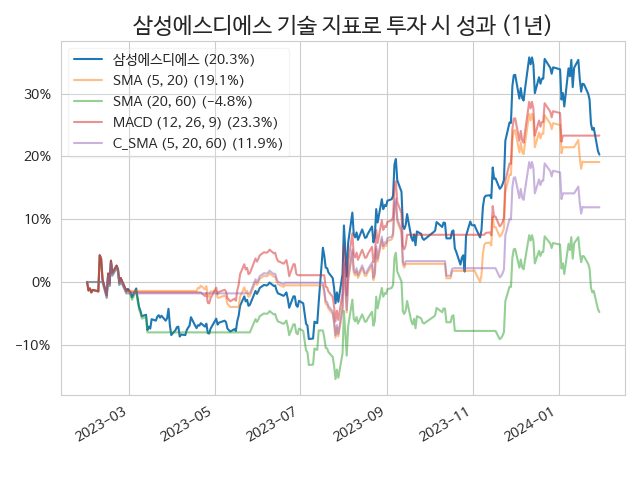 삼성에스디에스 기술 지표로 투자 시 성과 (1년)
삼성에스디에스 (20.3%)
SMA (5, 20) (19.1%)
SMA (20, 60) (−4.8%)
MACD (12, 26, 9) (23.3%)
C_SMA (5, 20, 60) (11.9%)
30%
20%
10%
0%
−10%
2023−03
2023−05
2023−07
2023−09
2023−11
2024−01